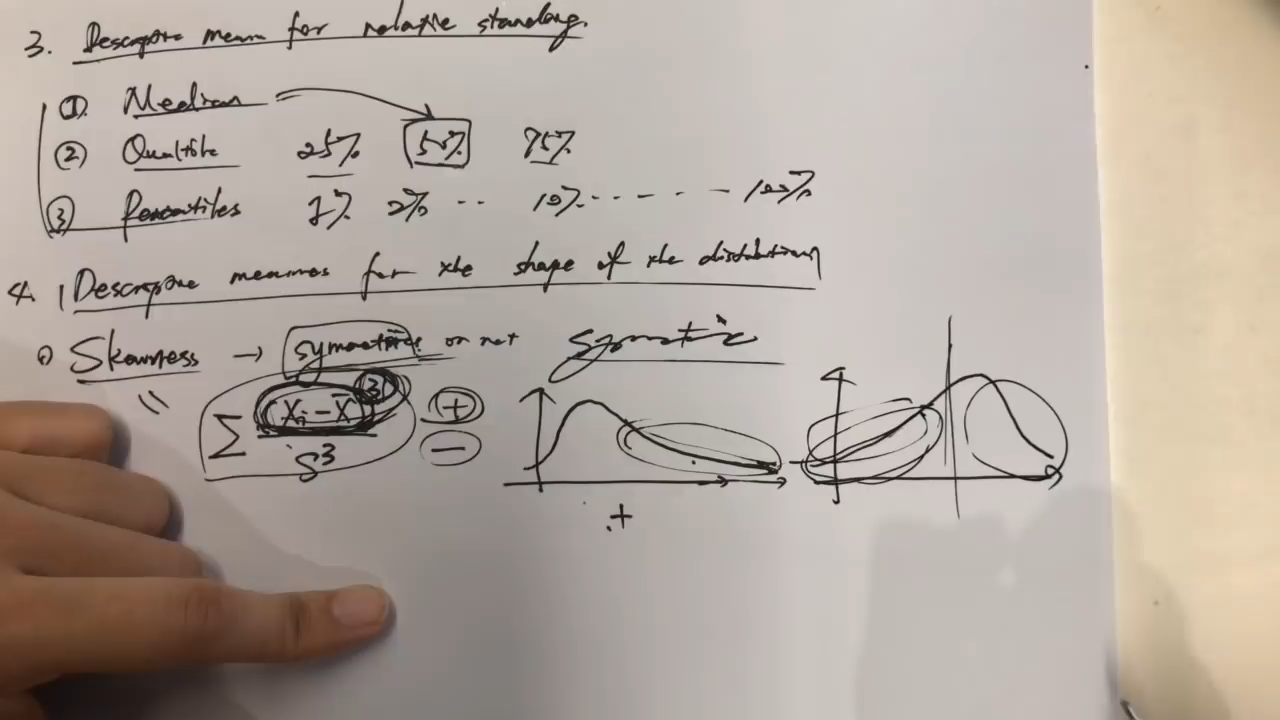 3. Descriptive measure for relative standing.
① Median
② Quartile 25% 50% 75%
③ Percentiles 1% 2% .. 10% ...... 100%
4. Descriptive measures for the shape of the distribution
① Skewness → symmetric or not symetric
" Σ (Xi - X̄)³ / S³ + −
+